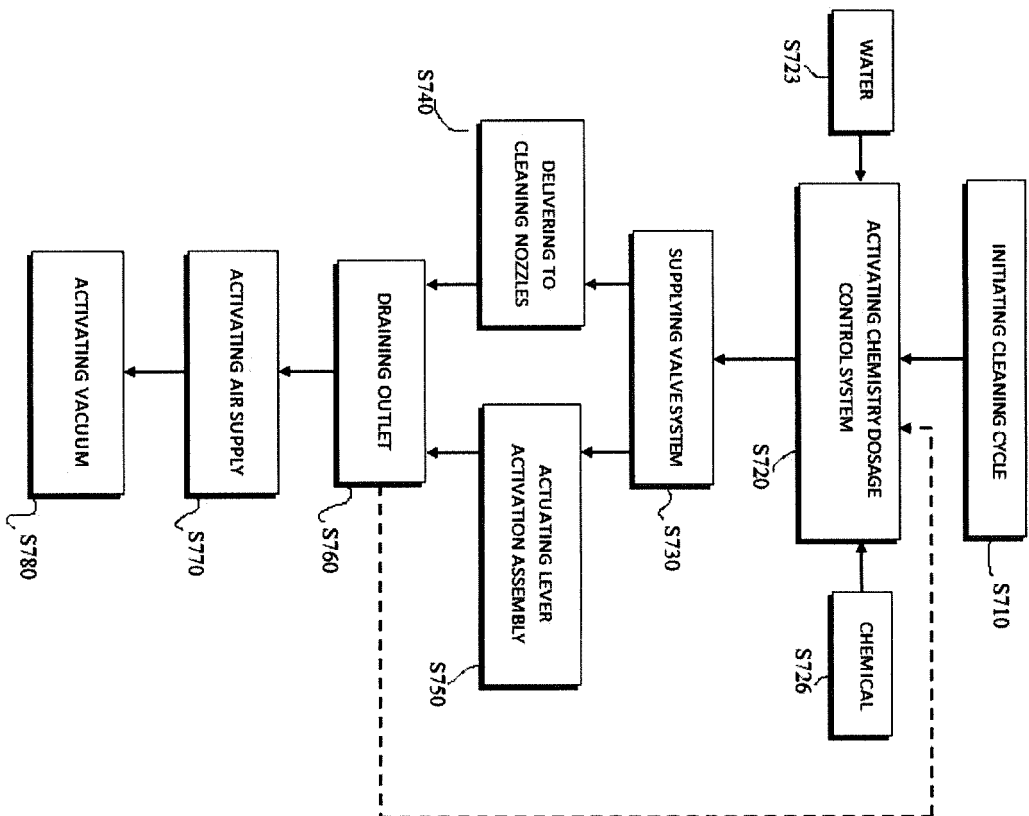 INITIATING CLEANING CYCLE
S710
WATER
S723
ACTIVATING CHEMISTRY DOSAGE
CONTROL SYSTEM
S720
CHEMICAL
S726
SUPPLYING VALVE SYSTEM
S730
DELIVERING TO
CLEANING NOZZLES
S740
ACTUATING LEVER
ACTIVATION ASSEMBLY
S750
DRAINING OUTLET
S760
ACTIVATING AIR SUPPLY
S770
ACTIVATING VACUUM
S780